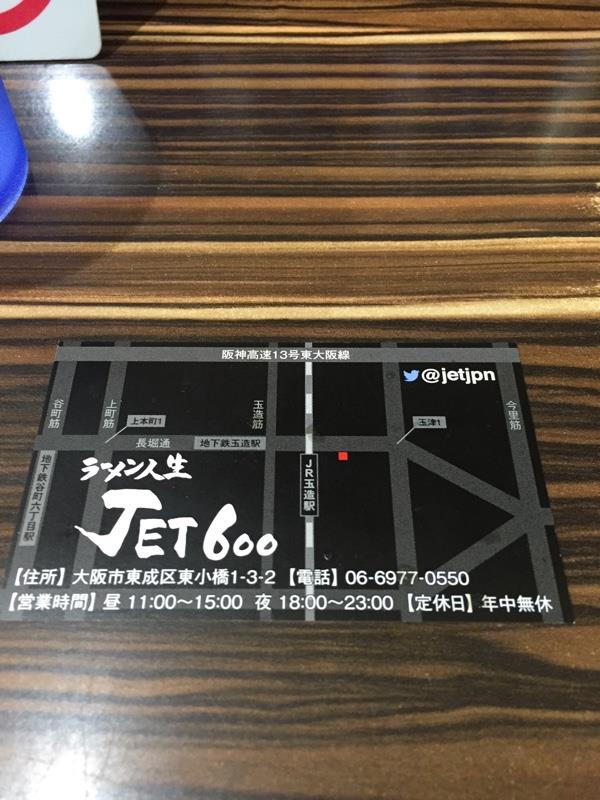 阪神高速13号東大阪線
@jetjpn
谷町筋
上町筋
玉造筋
今里筋
上本町1
玉津1
長堀通
地下鉄玉造駅
地下鉄谷町六丁目駅
JR玉造駅
ラーメン人生
JET600
【住所】大阪市東成区東小橋1-3-2【電話】06-6977-0550
【営業時間】昼 11:00〜15:00 夜 18:00〜23:00【定休日】年中無休